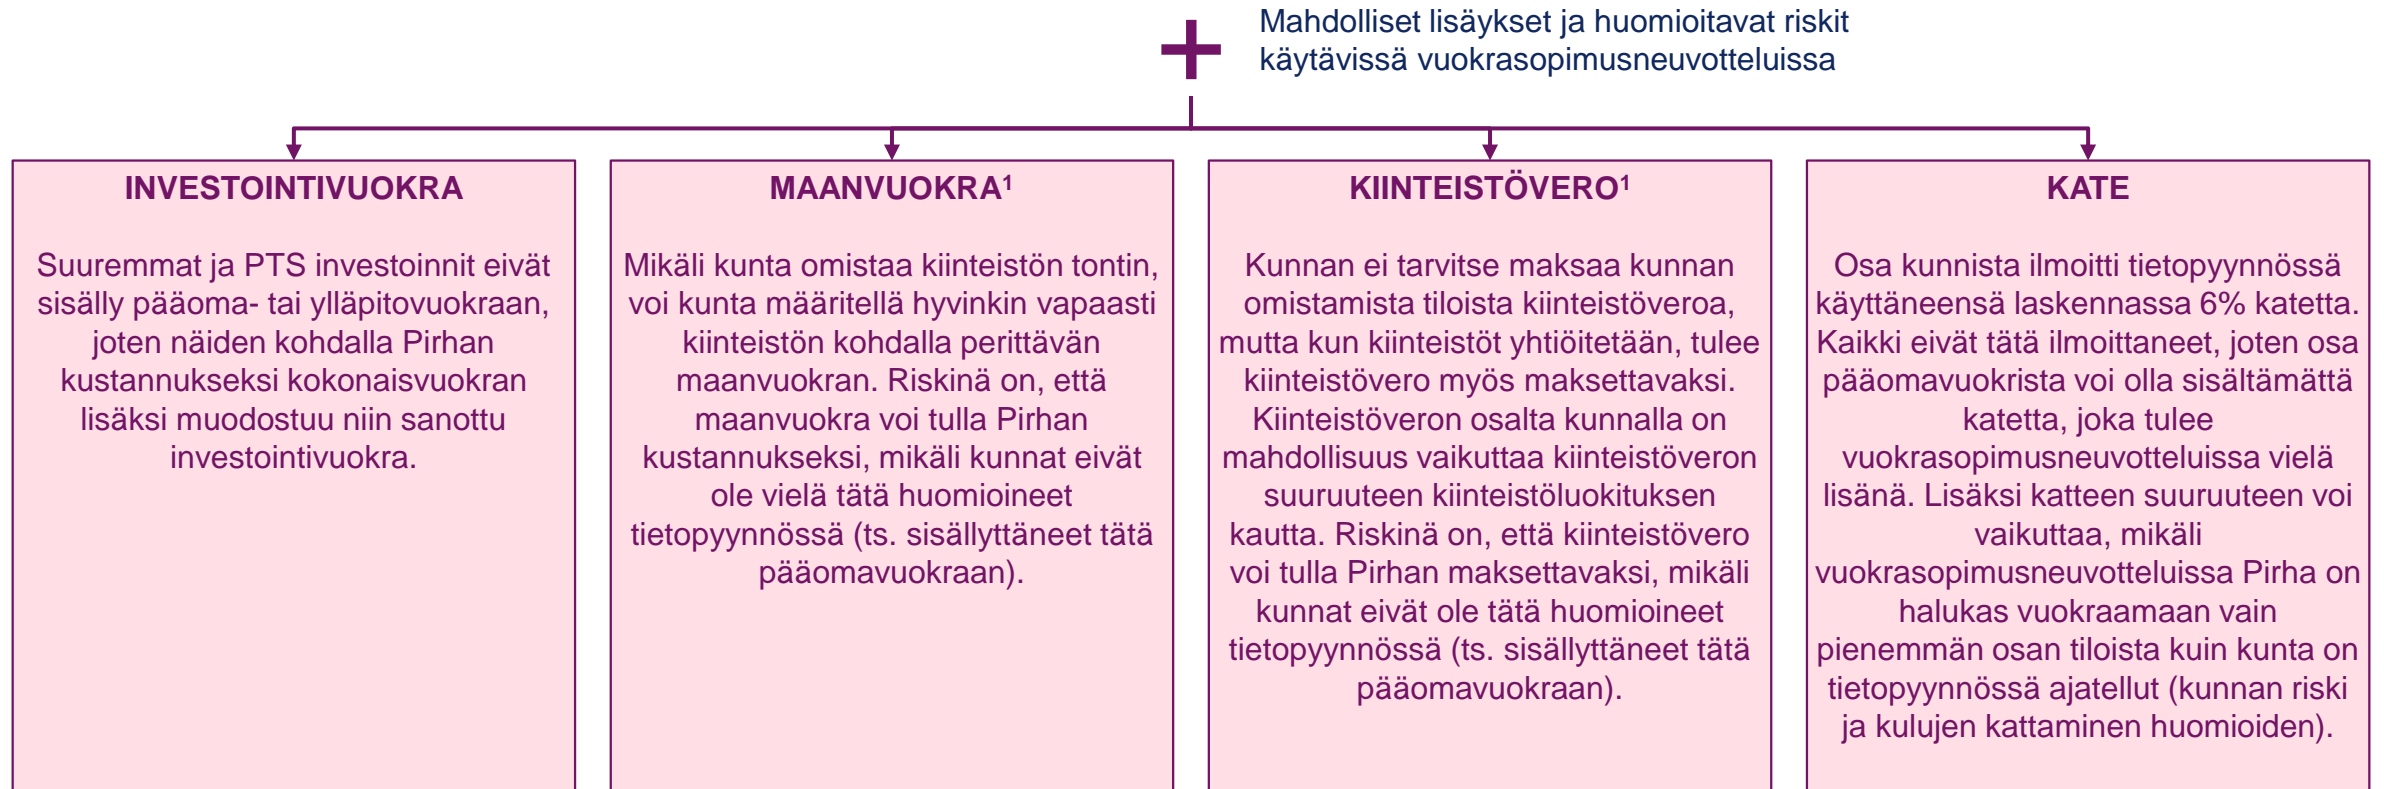 Mahdolliset lisäykset ja huomioitavat riskit
käytävissä vuokrasopimusneuvotteluissa
INVESTOINTIVUOKRA
Suuremmat ja PTS investoinnit eivät
sisälly pääoma- tai ylläpitovuokraan,
joten näiden kohdalla Pirhan
kustannukseksi kokonaisvuokran
lisäksi muodostuu niin sanottu
investointivuokra.
MAANVUOKRA¹
Mikäli kunta omistaa kiinteistön tontin,
voi kunta määritellä hyvinkin vapaasti
kiinteistön kohdalla perittävän
maanvuokran. Riskinä on, että
maanvuokra voi tulla Pirhan
kustannukseksi, mikäli kunnat eivät
ole vielä tätä huomioineet
tietopyynnössä (ts. sisällyttäneet tätä
pääomavuokraan).
KIINTEISTÖVERO¹
Kunnan ei tarvitse maksaa kunnan
omistamista tiloista kiinteistöveroa,
mutta kun kiinteistöt yhtiöitetään, tulee
kiinteistövero myös maksettavaksi.
Kiinteistöveron osalta kunnalla on
mahdollisuus vaikuttaa kiinteistöveron
suuruuteen kiinteistöluokituksen
kautta. Riskinä on, että kiinteistövero
voi tulla Pirhan maksettavaksi, mikäli
kunnat eivät ole tätä huomioineet
tietopyynnössä (ts. sisällyttäneet tätä
pääomavuokraan).
KATE
Osa kunnista ilmoitti tietopyynnössä
käyttäneensä laskennassa 6% katetta.
Kaikki eivät tätä ilmoittaneet, joten osa
pääomavuokrista voi olla sisältämättä
katetta, joka tulee
vuokrasopimusneuvotteluissa vielä
lisänä. Lisäksi katteen suuruuteen voi
vaikuttaa, mikäli
vuokrasopimusneuvotteluissa Pirha on
halukas vuokraamaan vain
pienemmän osan tiloista kuin kunta on
tietopyynnössä ajatellut (kunnan riski
ja kulujen kattaminen huomioiden).